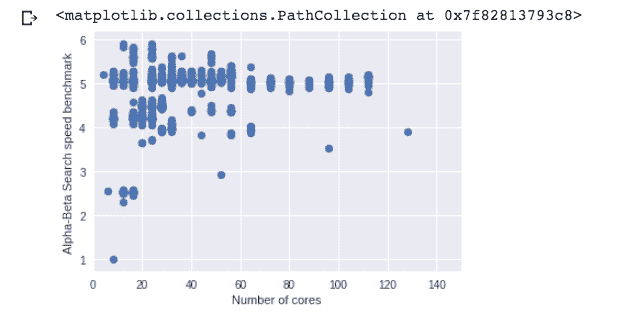 <matplotlib.collections.PathCollection at 0x7f82813793c8>
6
5
4
3
2
1
Alpha-Beta Search speed benchmark
0 20 40 60 80 100 120 140
Number of cores